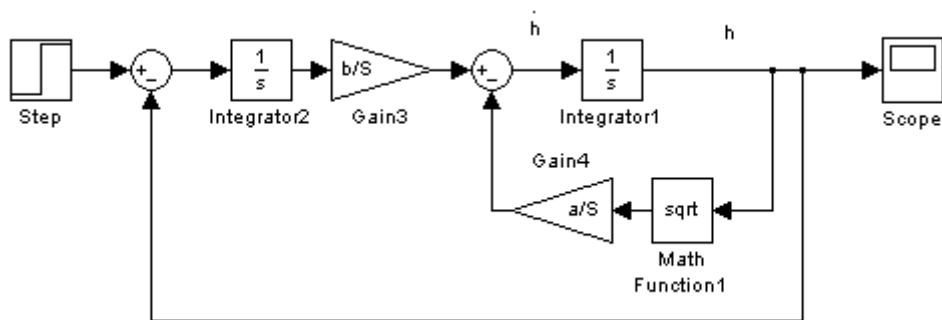 ḣ
h
+
−
1
s
b/S
+
−
1
s
Step
Integrator2
Gain3
Integrator1
Scope
Gain4
a/S
sqrt
Math
Function1